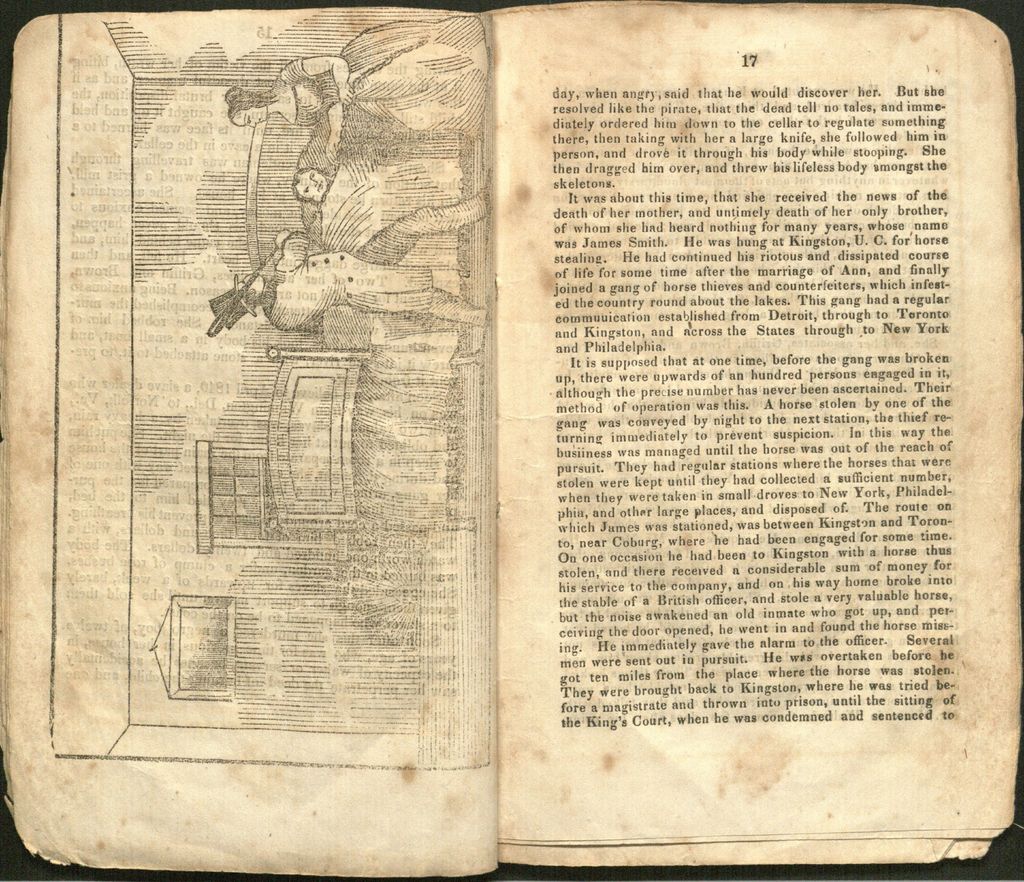 17
day, when angry, said that he would discover her. But she
resolved like the pirate, that the dead tell no tales, and imme-
diately ordered him down to the cellar to regulate something
there, then taking with her a large knife, she followed him in
person, and drove it through his body while stooping. She
then dragged him over, and threw his lifeless body amongst the
skeletons.
It was about this time, that she received the news of the
death of her mother, and untimely death of her only brother,
of whom she had heard nothing for many years, whose name
was James Smith. He was hung at Kingston, U. C. for horse
stealing. He had continued his riotous and dissipated course
of life for some time after the marriage of Ann, and finally
joined a gang of horse thieves and counterfeiters, which infest-
ed the country round about the lakes. This gang had a regular
commuuication established from Detroit, through to Toronto
and Kingston, and across the States through to New York
and Philadelphia.
It is supposed that at one time, before the gang was broken
up, there were upwards of an hundred persons engaged in it,
although the precise number has never been ascertained. Their
method of operation was this. A horse stolen by one of the
gang was conveyed by night to the next station, the thief re-
turning immediately to prevent suspicion. In this way the
busiiness was managed until the horse was out of the reach of
pursuit. They had regular stations where the horses that were
stolen were kept until they had collected a sufficient number,
when they were taken in small droves to New York, Philadel-
phia, and other large places, and disposed of. The route on
which James was stationed, was between Kingston and Toron-
to, near Coburg, where he had been engaged for some time.
On one occasion he had been to Kingston with a horse thus
stolen, and there received a considerable sum of money for
his service to the company, and on his way home broke into
the stable of a British officer, and stole a very valuable horse,
but the noise awakened an old inmate who got up, and per-
ceiving the door opened, he went in and found the horse miss-
ing. He immediately gave the alarm to the officer. Several
men were sent out in pursuit. He was overtaken before he
got ten miles from the place where the horse was stolen.
They were brought back to Kingston, where he was tried be-
fore a magistrate and thrown into prison, until the sitting of
the King's Court, when he was condemned and sentenced to